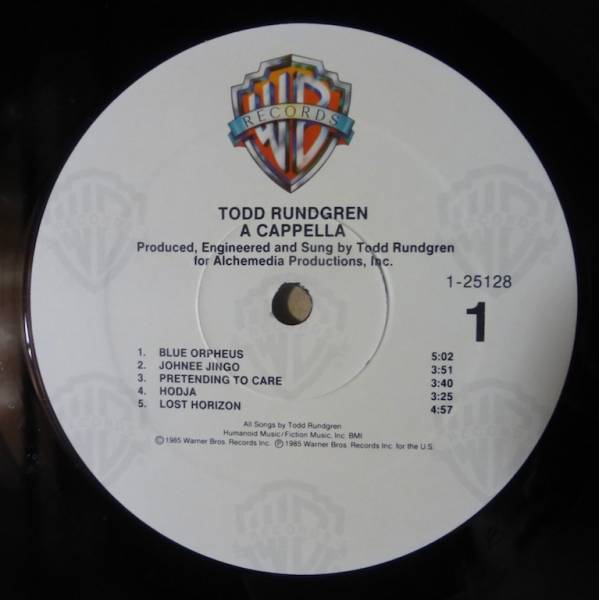 WB
RECORDS
TODD RUNDGREN
A CAPPELLA
Produced, Engineered and Sung by Todd Rundgren
for Alchemedia Productions, Inc.
1-25128
1
1. BLUE ORPHEUS 5:02
2. JOHNEE JINGO 3:51
3. PRETENDING TO CARE 3:40
4. HODJA 3:25
5. LOST HORIZON 4:57
All Songs by Todd Rundgren
Humanoid Music/Fiction Music, Inc. BMI
©1985 Warner Bros. Records Inc. ℗1985 Warner Bros. Records Inc. for the U.S.